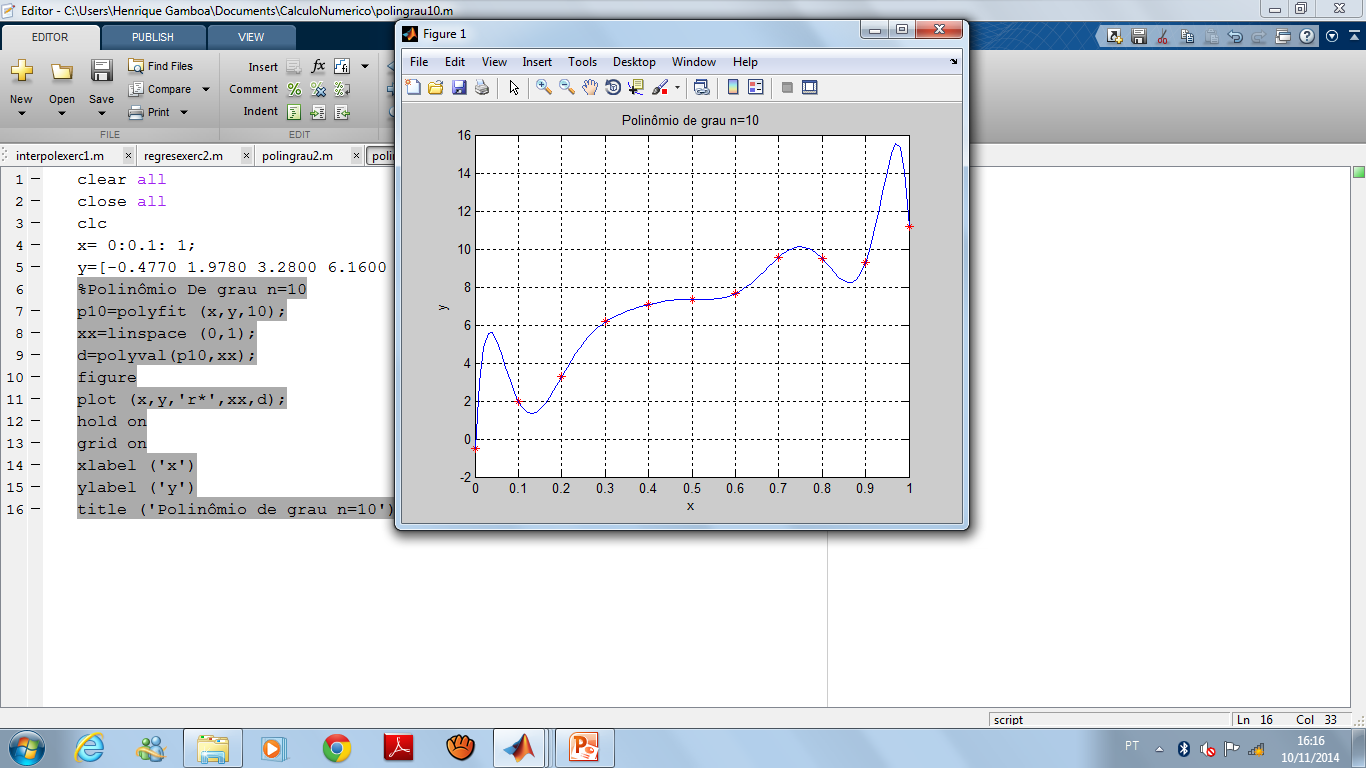 Editor - C:\Users\Henrique Gamboa\Documents\CalculoNumerico\polingrau10.m
EDITOR PUBLISH VIEW
New
Open
Save
Find Files
Compare
Print
FILE
Insert
Comment
Indent
EDIT
interpolexerc1.m regresexerc2.m polingrau2.m
1 clear all
2 close all
3 clc
4 x= 0:0.1: 1;
5 y=[-0.4770 1.9780 3.2800 6.1600
6 %Polinômio De grau n=10
7 p10=polyfit (x,y,10);
8 xx=linspace (0,1);
9 d=polyval(p10,xx);
10 figure
11 plot (x,y,'r*',xx,d);
12 hold on
13 grid on
14 xlabel ('x')
15 ylabel ('y')
16 title ('Polinômio de grau n=10')
Figure 1
File Edit View Insert Tools Desktop Window Help
Polinômio de grau n=10
16
14
12
10
8
6
4
2
0
-2
y
0 0.1 0.2 0.3 0.4 0.5 0.6 0.7 0.8 0.9 1
x
script Ln 16 Col 33
PT
16:16
10/11/2014